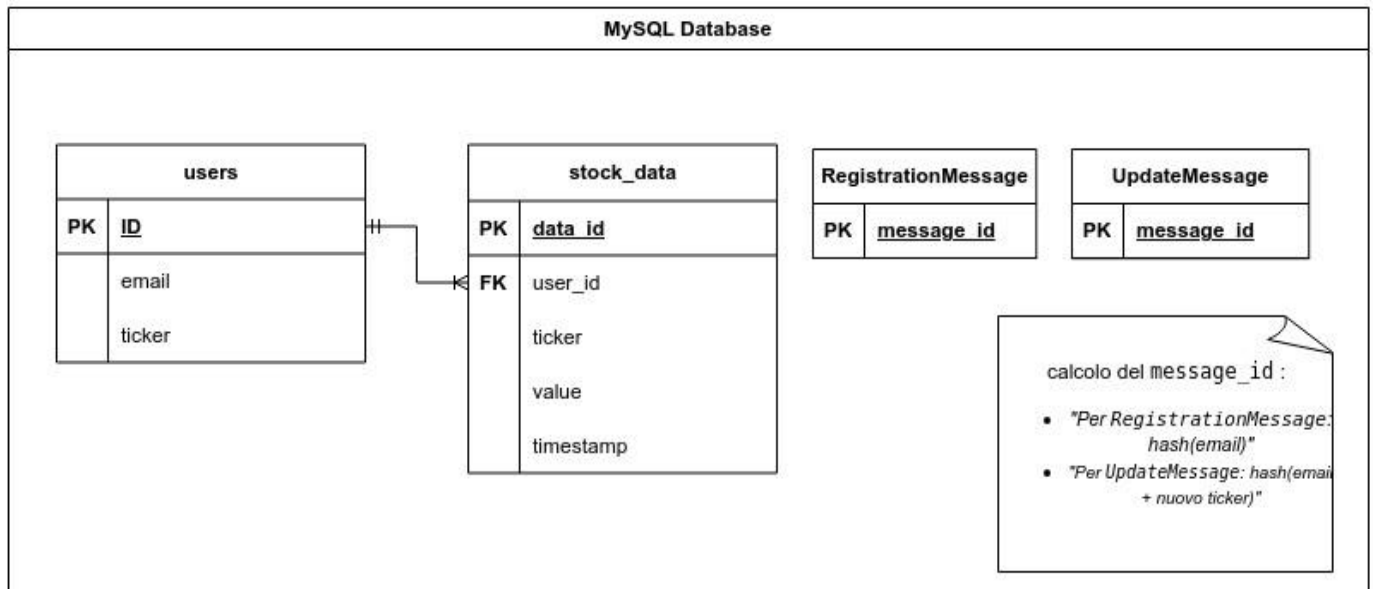 MySQL Database
users
PK ID
email
ticker
stock_data
PK data_id
FK user_id
ticker
value
timestamp
RegistrationMessage
PK message_id
UpdateMessage
PK message_id
calcolo del message_id :
• "Per RegistrationMessage:
hash(email)"
• "Per UpdateMessage: hash(email
+ nuovo ticker)"